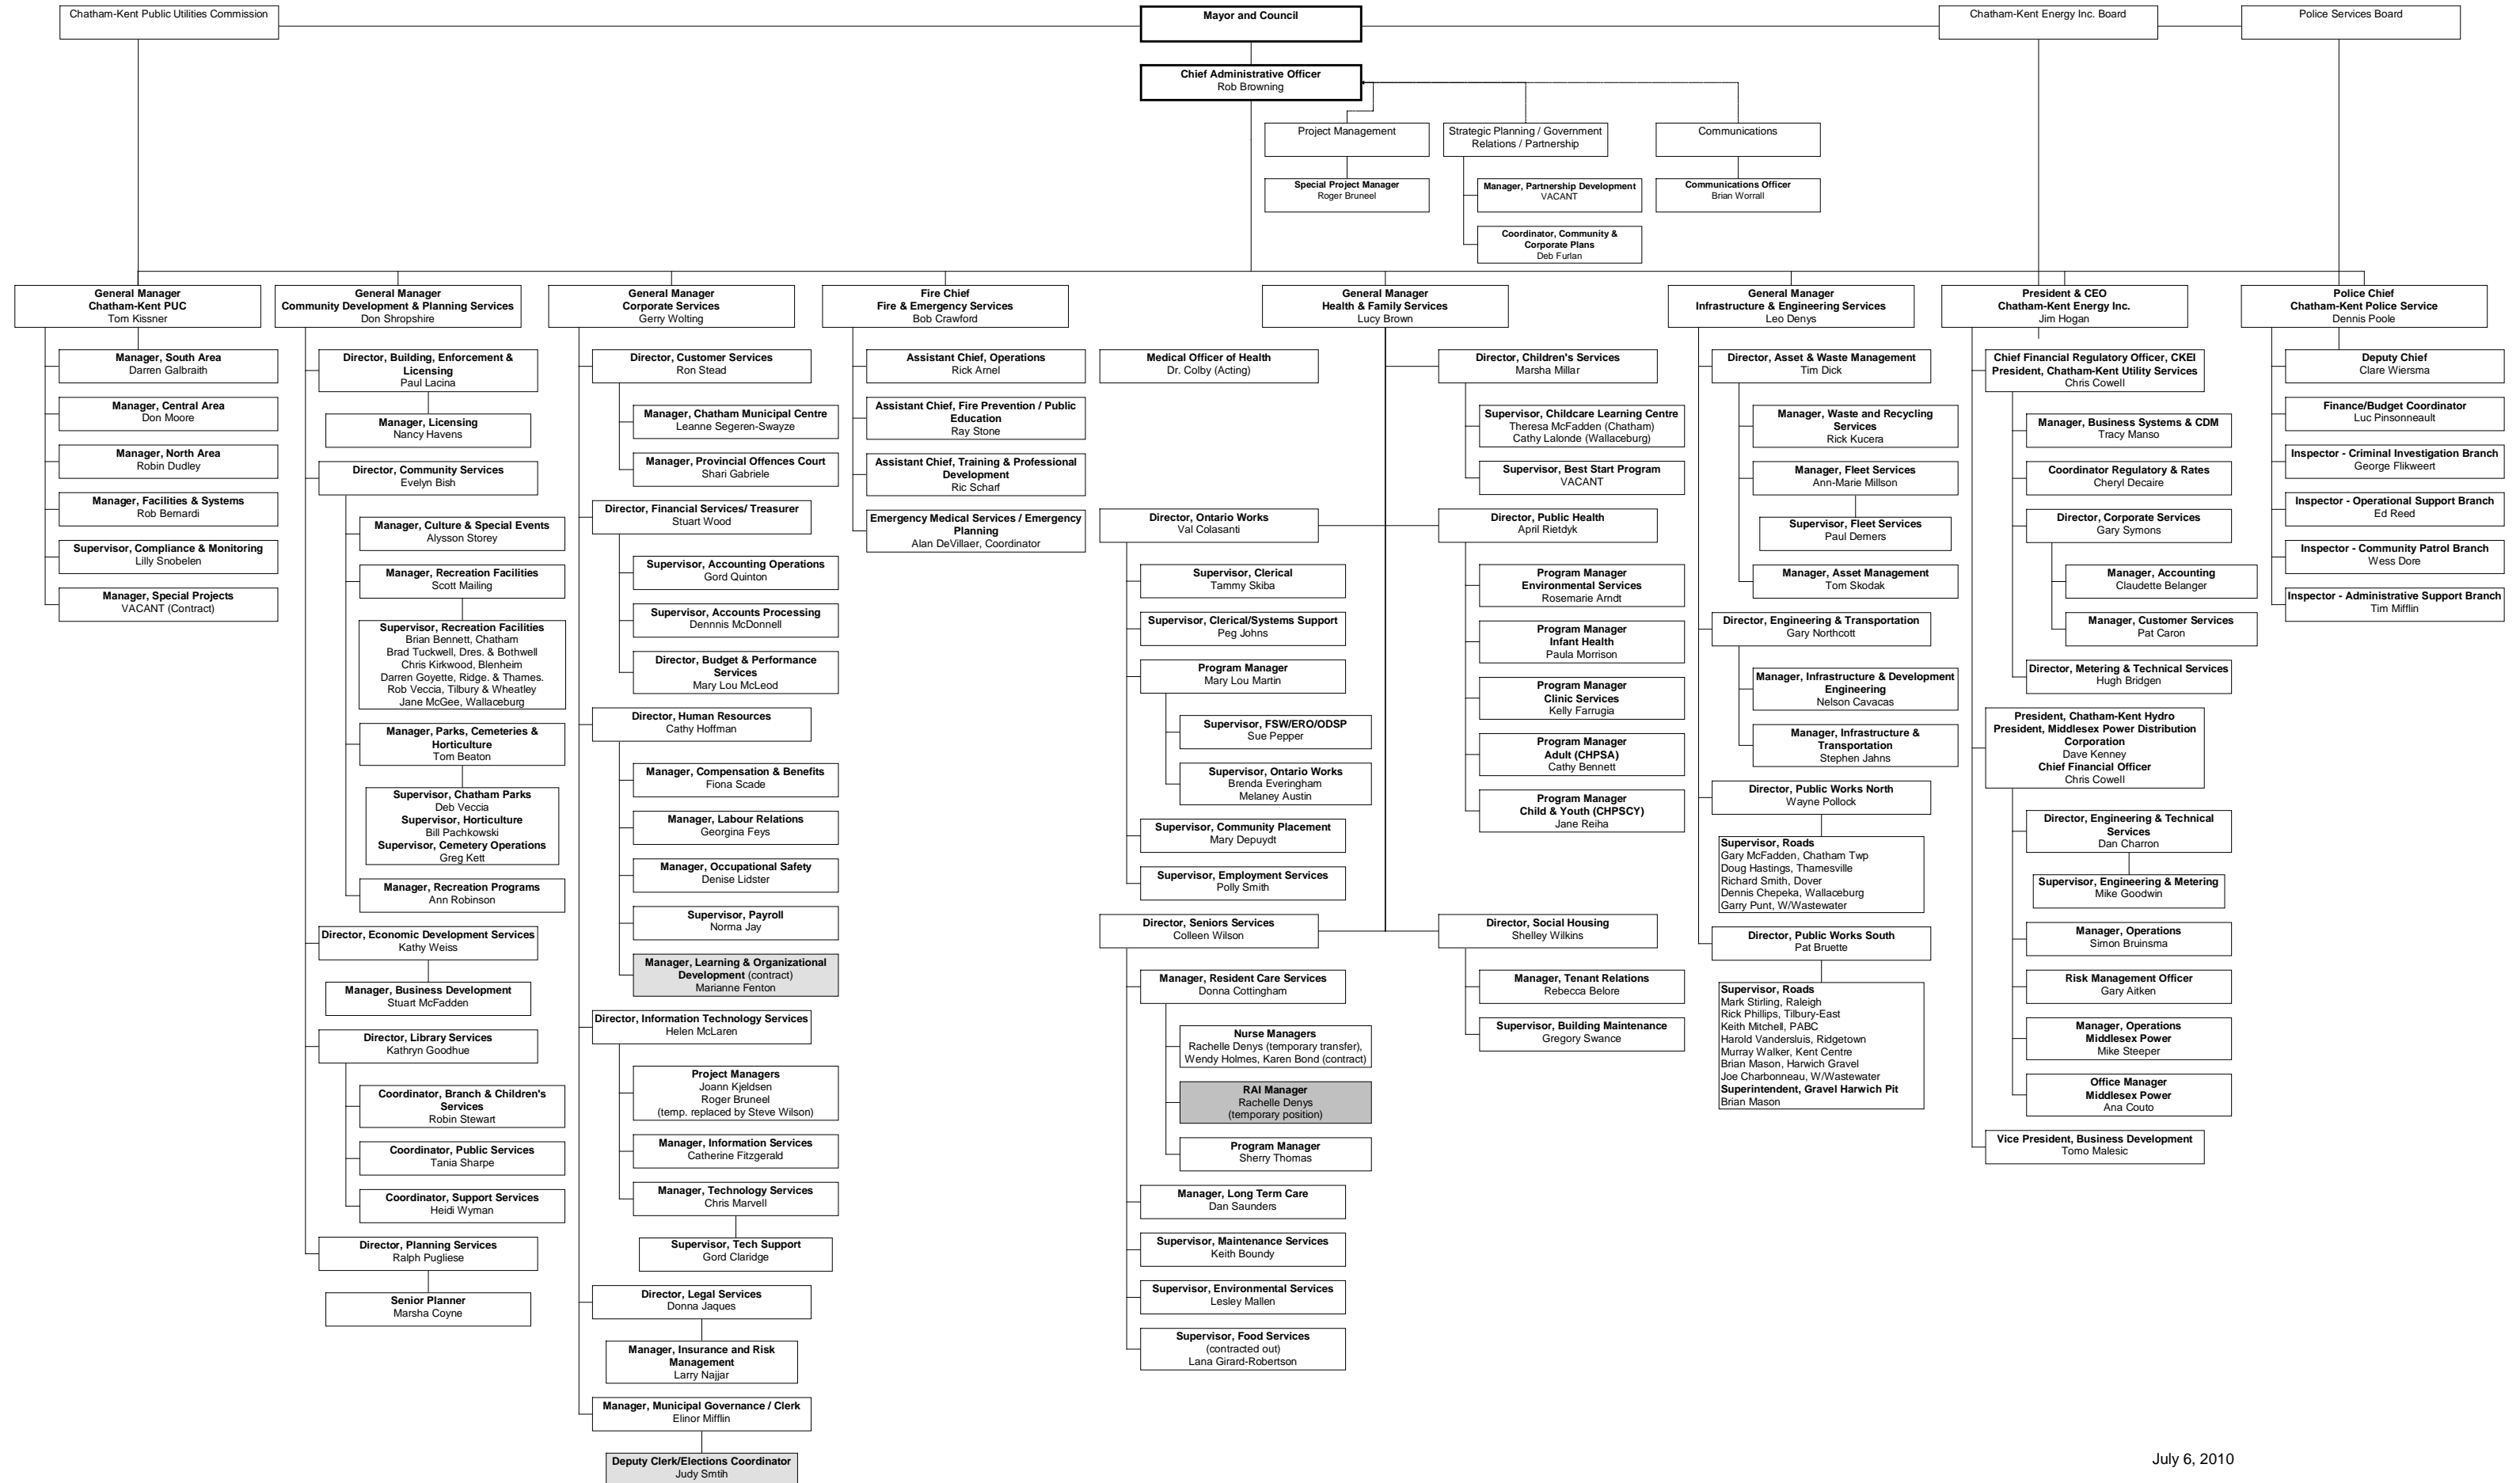 Chatham-Kent Public Utilities Commission
Mayor and Council
Chatham-Kent Energy Inc. Board
Police Services Board
Chief Administrative Officer
Rob Browning
Project Management
Strategic Planning / Government
Relations / Partnership
Communications
Special Project Manager
Roger Bruneel
Manager, Partnership Development
VACANT
Communications Officer
Brian Worrall
Coordinator, Community &
Corporate Plans
Deb Furlan
General Manager
Chatham-Kent PUC
Tom Kissner
Manager, South Area
Darren Galbraith
Manager, Central Area
Don Moore
Manager, North Area
Robin Dudley
Manager, Facilities & Systems
Rob Bernardi
Supervisor, Compliance & Monitoring
Lilly Snobelen
Manager, Special Projects
VACANT (Contract)
General Manager
Community Development & Planning Services
Don Shropshire
Director, Building, Enforcement &
Licensing
Paul Lacina
Manager, Licensing
Nancy Havens
Director, Community Services
Evelyn Bish
Manager, Culture & Special Events
Alysson Storey
Manager, Recreation Facilities
Scott Mailing
Supervisor, Recreation Facilities
Brian Bennett, Chatham
Brad Tuckwell, Dres. & Bothwell
Chris Kirkwood, Blenheim
Darren Goyette, Ridge. & Thames.
Rob Veccia, Tilbury & Wheatley
Jane McGee, Wallaceburg
Manager, Parks, Cemeteries &
Horticulture
Tom Beaton
Supervisor, Chatham Parks
Deb Veccia
Supervisor, Horticulture
Bill Pachkowski
Supervisor, Cemetery Operations
Greg Kett
Manager, Recreation Programs
Ann Robinson
Director, Economic Development Services
Kathy Weiss
Manager, Business Development
Stuart McFadden
Director, Library Services
Kathryn Goodhue
Coordinator, Branch & Children's
Services
Robin Stewart
Coordinator, Public Services
Tania Sharpe
Coordinator, Support Services
Heidi Wyman
Director, Planning Services
Ralph Pugliese
Senior Planner
Marsha Coyne
General Manager
Corporate Services
Gerry Wolting
Director, Customer Services
Ron Stead
Manager, Chatham Municipal Centre
Leanne Segeren-Swayze
Manager, Provincial Offences Court
Shari Gabriele
Director, Financial Services/ Treasurer
Stuart Wood
Supervisor, Accounting Operations
Gord Quinton
Supervisor, Accounts Processing
Dennnis McDonnell
Director, Budget & Performance
Services
Mary Lou McLeod
Director, Human Resources
Cathy Hoffman
Manager, Compensation & Benefits
Fiona Scade
Manager, Labour Relations
Georgina Feys
Manager, Occupational Safety
Denise Lidster
Supervisor, Payroll
Norma Jay
Manager, Learning & Organizational
Development (contract)
Marianne Fenton
Director, Information Technology Services
Helen McLaren
Project Managers
Joann Kjeldsen
Roger Bruneel
(temp. replaced by Steve Wilson)
Manager, Information Services
Catherine Fitzgerald
Manager, Technology Services
Chris Marvell
Supervisor, Tech Support
Gord Claridge
Director, Legal Services
Donna Jaques
Manager, Insurance and Risk
Management
Larry Najjar
Manager, Municipal Governance / Clerk
Elinor Mifflin
Deputy Clerk/Elections Coordinator
Judy Smtih
Fire Chief
Fire & Emergency Services
Bob Crawford
Assistant Chief, Operations
Rick Arnel
Assistant Chief, Fire Prevention / Public
Education
Ray Stone
Assistant Chief, Training & Professional
Development
Ric Scharf
Emergency Medical Services / Emergency
Planning
Alan DeVillaer, Coordinator
General Manager
Health & Family Services
Lucy Brown
Medical Officer of Health
Dr. Colby (Acting)
Director, Ontario Works
Val Colasanti
Supervisor, Clerical
Tammy Skiba
Supervisor, Clerical/Systems Support
Peg Johns
Program Manager
Mary Lou Martin
Supervisor, FSW/ERO/ODSP
Sue Pepper
Supervisor, Ontario Works
Brenda Everingham
Melaney Austin
Supervisor, Community Placement
Mary Depuydt
Supervisor, Employment Services
Polly Smith
Director, Seniors Services
Colleen Wilson
Manager, Resident Care Services
Donna Cottingham
Nurse Managers
Rachelle Denys (temporary transfer),
Wendy Holmes, Karen Bond (contract)
RAI Manager
Rachelle Denys
(temporary position)
Program Manager
Sherry Thomas
Manager, Long Term Care
Dan Saunders
Supervisor, Maintenance Services
Keith Boundy
Supervisor, Environmental Services
Lesley Mallen
Supervisor, Food Services
(contracted out)
Lana Girard-Robertson
Director, Children's Services
Marsha Millar
Supervisor, Childcare Learning Centre
Theresa McFadden (Chatham)
Cathy Lalonde (Wallaceburg)
Supervisor, Best Start Program
VACANT
Director, Public Health
April Rietdyk
Program Manager
Environmental Services
Rosemarie Arndt
Program Manager
Infant Health
Paula Morrison
Program Manager
Clinic Services
Kelly Farrugia
Program Manager
Adult (CHPSA)
Cathy Bennett
Program Manager
Child & Youth (CHPSCY)
Jane Reiha
Director, Social Housing
Shelley Wilkins
Manager, Tenant Relations
Rebecca Belore
Supervisor, Building Maintenance
Gregory Swance
General Manager
Infrastructure & Engineering Services
Leo Denys
Director, Asset & Waste Management
Tim Dick
Manager, Waste and Recycling
Services
Rick Kucera
Manager, Fleet Services
Ann-Marie Millson
Supervisor, Fleet Services
Paul Demers
Manager, Asset Management
Tom Skodak
Director, Engineering & Transportation
Gary Northcott
Manager, Infrastructure & Development
Engineering
Nelson Cavacas
Manager, Infrastructure &
Transportation
Stephen Jahns
Director, Public Works North
Wayne Pollock
Supervisor, Roads
Gary McFadden, Chatham Twp
Doug Hastings, Thamesville
Richard Smith, Dover
Dennis Chepeka, Wallaceburg
Garry Punt, W/Wastewater
Director, Public Works South
Pat Bruette
Supervisor, Roads
Mark Stirling, Raleigh
Rick Phillips, Tilbury-East
Keith Mitchell, PABC
Harold Vandersluis, Ridgetown
Murray Walker, Kent Centre
Brian Mason, Harwich Gravel
Joe Charbonneau, W/Wastewater
Superintendent, Gravel Harwich Pit
Brian Mason
President & CEO
Chatham-Kent Energy Inc.
Jim Hogan
Chief Financial Regulatory Officer, CKEI
President, Chatham-Kent Utility Services
Chris Cowell
Manager, Business Systems & CDM
Tracy Manso
Coordinator Regulatory & Rates
Cheryl Decaire
Director, Corporate Services
Gary Symons
Manager, Accounting
Claudette Belanger
Manager, Customer Services
Pat Caron
Director, Metering & Technical Services
Hugh Bridgen
President, Chatham-Kent Hydro
President, Middlesex Power Distribution
Corporation
Dave Kenney
Chief Financial Officer
Chris Cowell
Director, Engineering & Technical
Services
Dan Charron
Supervisor, Engineering & Metering
Mike Goodwin
Manager, Operations
Simon Bruinsma
Risk Management Officer
Gary Aitken
Manager, Operations
Middlesex Power
Mike Steeper
Office Manager
Middlesex Power
Ana Couto
Vice President, Business Development
Tomo Malesic
Police Chief
Chatham-Kent Police Service
Dennis Poole
Deputy Chief
Clare Wiersma
Finance/Budget Coordinator
Luc Pinsonneault
Inspector - Criminal Investigation Branch
George Flikweert
Inspector - Operational Support Branch
Ed Reed
Inspector - Community Patrol Branch
Wess Dore
Inspector - Administrative Support Branch
Tim Mifflin
July 6, 2010